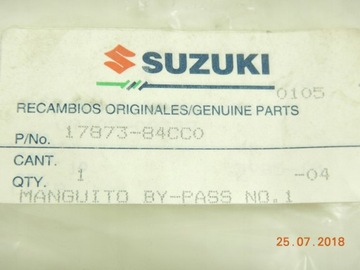 SUZUKI
0105
RECAMBIOS ORIGINALES/GENUINE PARTS
P/No. 17873-84CC0
CANT.
QTY. 1 -04
MANGUITO BY-PASS NO.1
25.07.2018